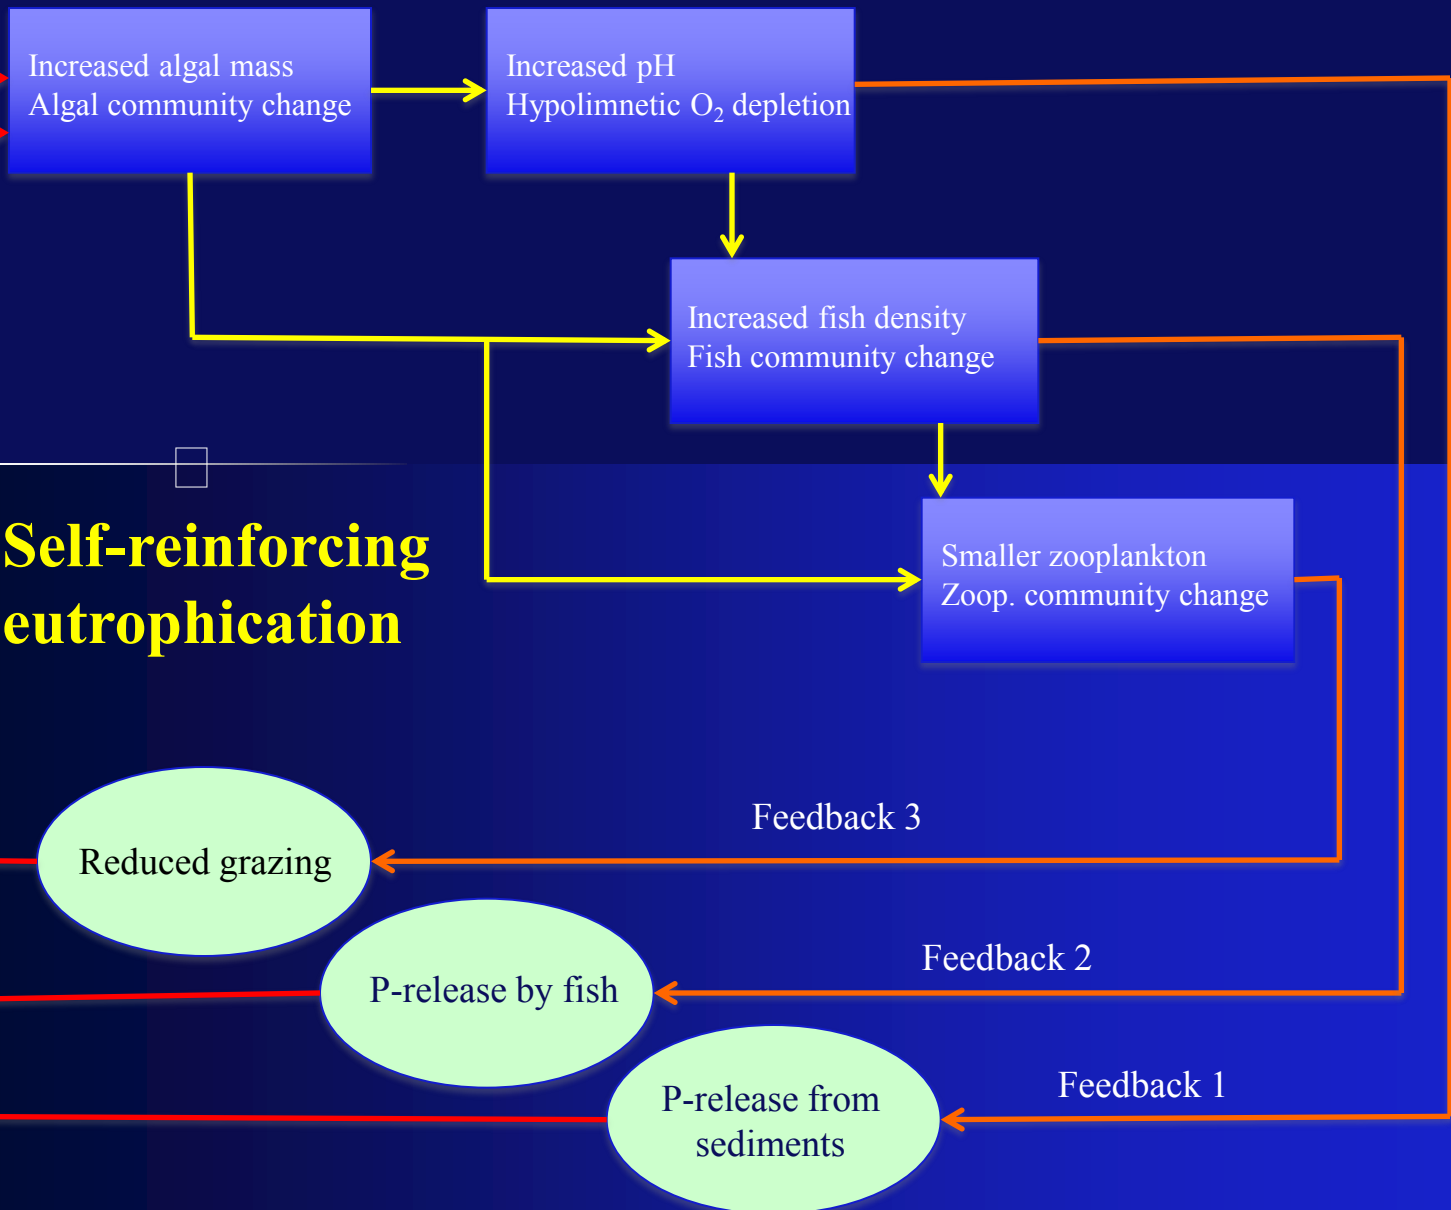 Increased algal mass
Algal community change
Increased pH
Hypolimnetic O₂ depletion
Increased fish density
Fish community change
Self-reinforcing
eutrophication
Smaller zooplankton
Zoop. community change
Feedback 3
Reduced grazing
Feedback 2
P-release by fish
Feedback 1
P-release from
sediments